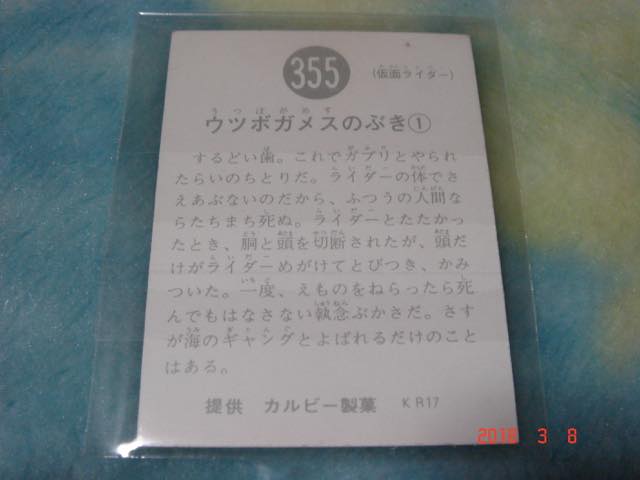 355
(仮面ライダー)
ウツボガメスのぶき①
するどい歯。これでガブリとやられ
たらいのちとりだ。ライダーの体でさ
えあぶないのだから、ふつうの人間な
らたちまち死ぬ。ライダーとたたかか
ったとき、胴と頭を切断されたが、頭だ
けがライダーめがけてとびつき、かみ
ついた。一度、えものをねらったら死
んでもはなさない執念ぶかさだ。さす
が海のギャングとよばれるだけのこと
はある。
提供 カルビー製菓 KR17
2018 3 8